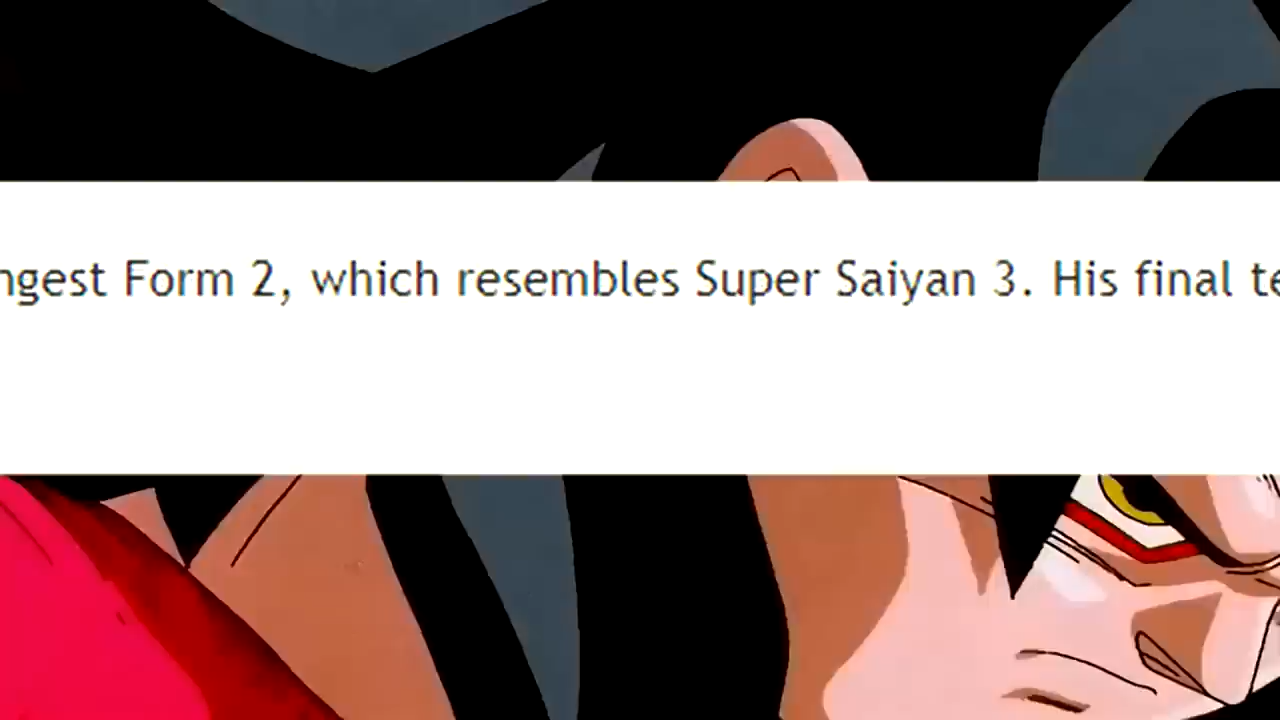 ngest Form 2, which resembles Super Saiyan 3. His final te